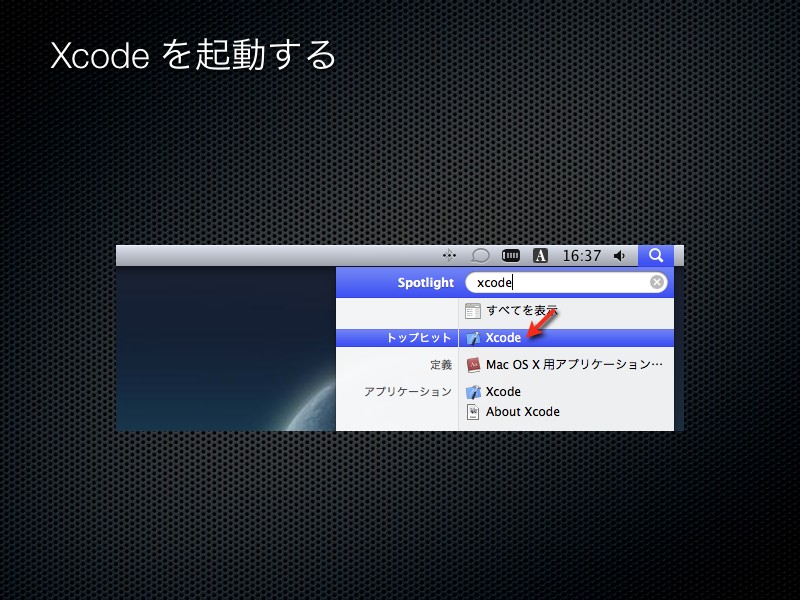 Xcode を起動する
A 16:37
Spotlight xcode
すべてを表示
トップヒット Xcode
定義 Mac OS X 用アプリケーション…
アプリケーション Xcode
About Xcode